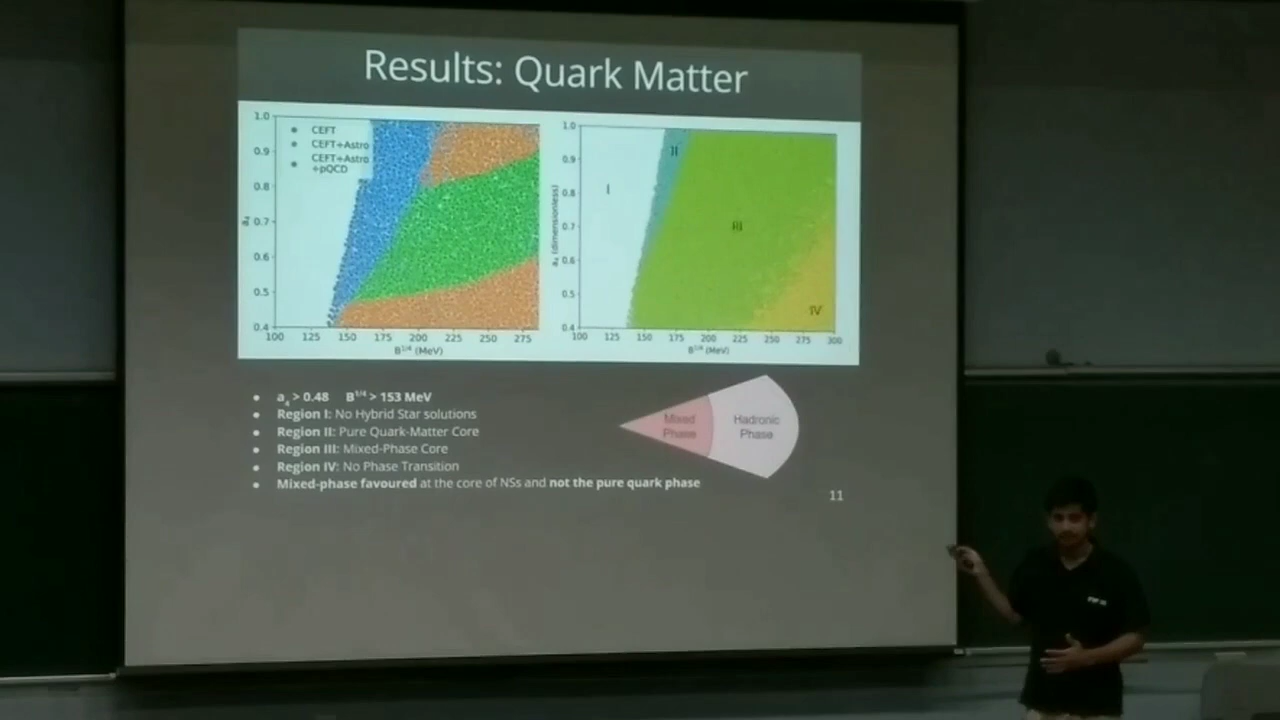 Results: Quark Matter
CEFT
CEFT+Astro
CEFT+Astro
+pQCD
1.0
0.9
0.8
0.7
0.6
0.5
0.4
a₄
100 125 150 175 200 225 250 275
B¹/⁴ (MeV)
I
II
III
IV
1.0
0.9
0.8
0.7
0.6
0.5
0.4
a₄ (dimensionless)
100 125 150 175 200 225 250 275 300
B¹/⁴ (MeV)
• a₄ > 0.48 B¹/⁴ > 153 MeV
• Region I: No Hybrid Star solutions
• Region II: Pure Quark-Matter Core
• Region III: Mixed-Phase Core
• Region IV: No Phase Transition
• Mixed-phase favoured at the core of NSs and not the pure quark phase
Mixed
Phase
Hadronic
Phase
11